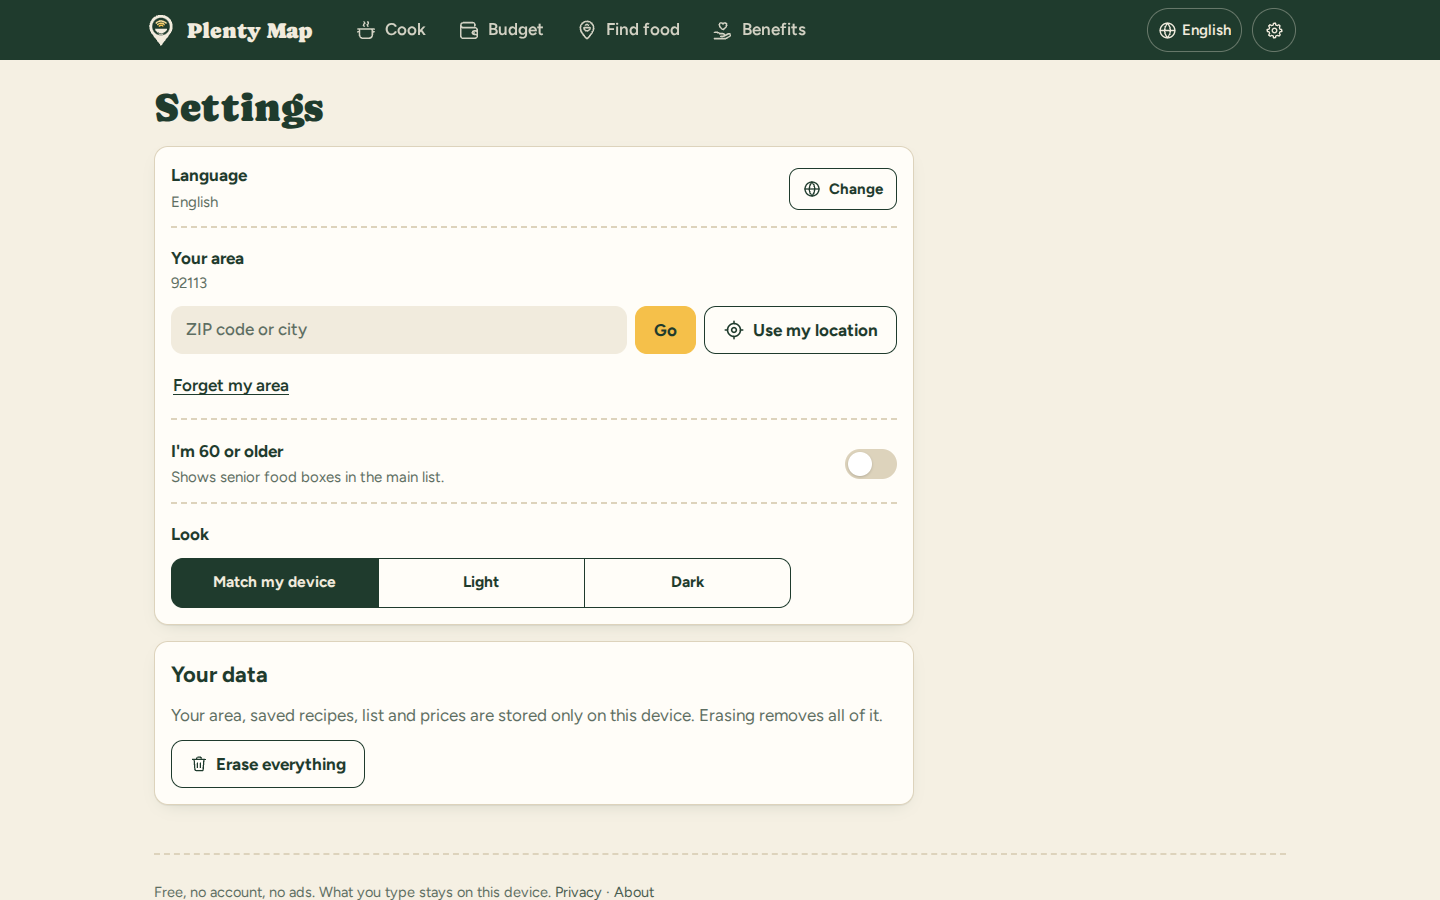 Plenty Map
Cook
Budget
Find food
Benefits
English
Settings
Language
English
Change
Your area
92113
ZIP code or city
Go
Use my location
Forget my area
I'm 60 or older
Shows senior food boxes in the main list.
Look
Match my device
Light
Dark
Your data
Your area, saved recipes, list and prices are stored only on this device. Erasing removes all of it.
Erase everything
Free, no account, no ads. What you type stays on this device. Privacy · About